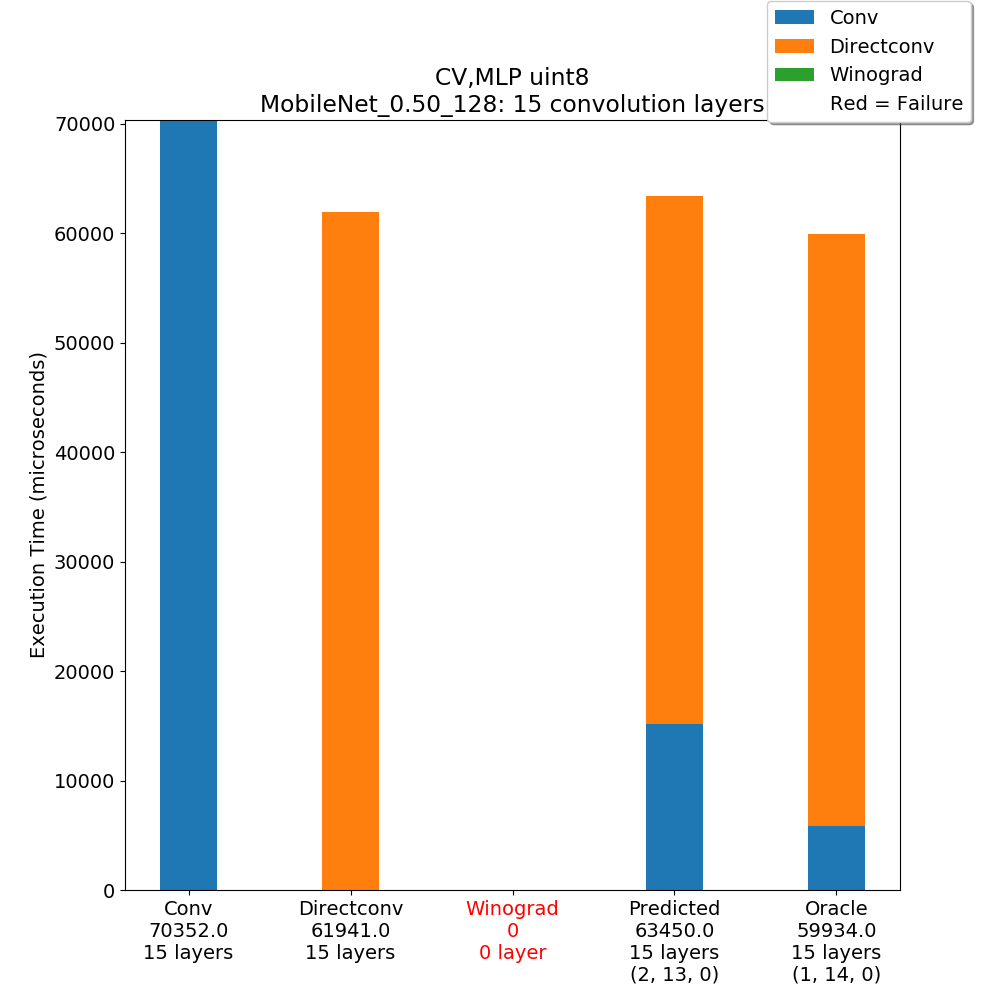 Conv
Directconv
Winograd
Red = Failure
CV,MLP uint8
MobileNet_0.50_128: 15 convolution layers
70000
60000
50000
40000
30000
20000
10000
0
Execution Time (microseconds)
Conv
70352.0
15 layers
Directconv
61941.0
15 layers
Winograd
0
0 layer
Predicted
63450.0
15 layers
(2, 13, 0)
Oracle
59934.0
15 layers
(1, 14, 0)